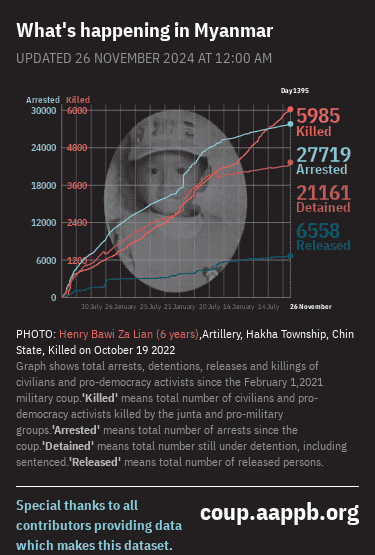 What's happening in Myanmar
UPDATED 26 NOVEMBER 2024 AT 12:00 AM
Day1395
Arrested Killed
30000 6000
24000 4800
18000 3600
12000 2400
6000 1200
0
5985
Killed
27719
Arrested
21161
Detained
6558
Released
30 July 26 January 25 July 21 January 20 July 16 January 14 July 26 November
PHOTO: Henry Bawi Za Lian (6 years),Artillery, Hakha Township, Chin
State, Killed on October 19 2022
Graph shows total arrests, detentions, releases and killings of
civilians and pro-democracy activists since the February 1,2021
military coup.'Killed' means total number of civilians and pro-
democracy activists killed by the junta and pro-military
groups.'Arrested' means total number of arrests since the
coup.'Detained' means total number still under detention, including
sentenced.'Released' means total number of released persons.
Special thanks to all
contributors providing data
which makes this dataset.
coup.aappb.org